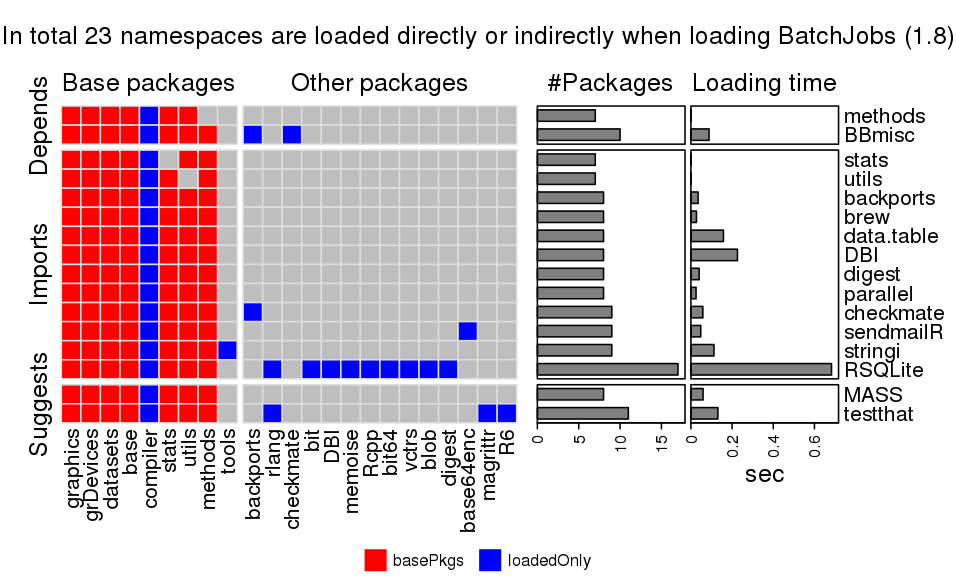 In total 23 namespaces are loaded directly or indirectly when loading BatchJobs (1.8)
Base packages
Other packages
#Packages
Loading time
Depends
Imports
Suggests
methods
BBmisc
stats
utils
backports
brew
data.table
DBI
digest
parallel
checkmate
sendmailR
stringi
RSQLite
MASS
testthat
graphics
grDevices
datasets
base
compiler
stats
utils
methods
tools
backports
rlang
checkmate
bit
DBI
memoise
Rcpp
bit64
vctrs
blob
digest
base64enc
magrittr
R6
0
5
10
15
0
0.2
0.4
0.6
sec
basePkgs
loadedOnly